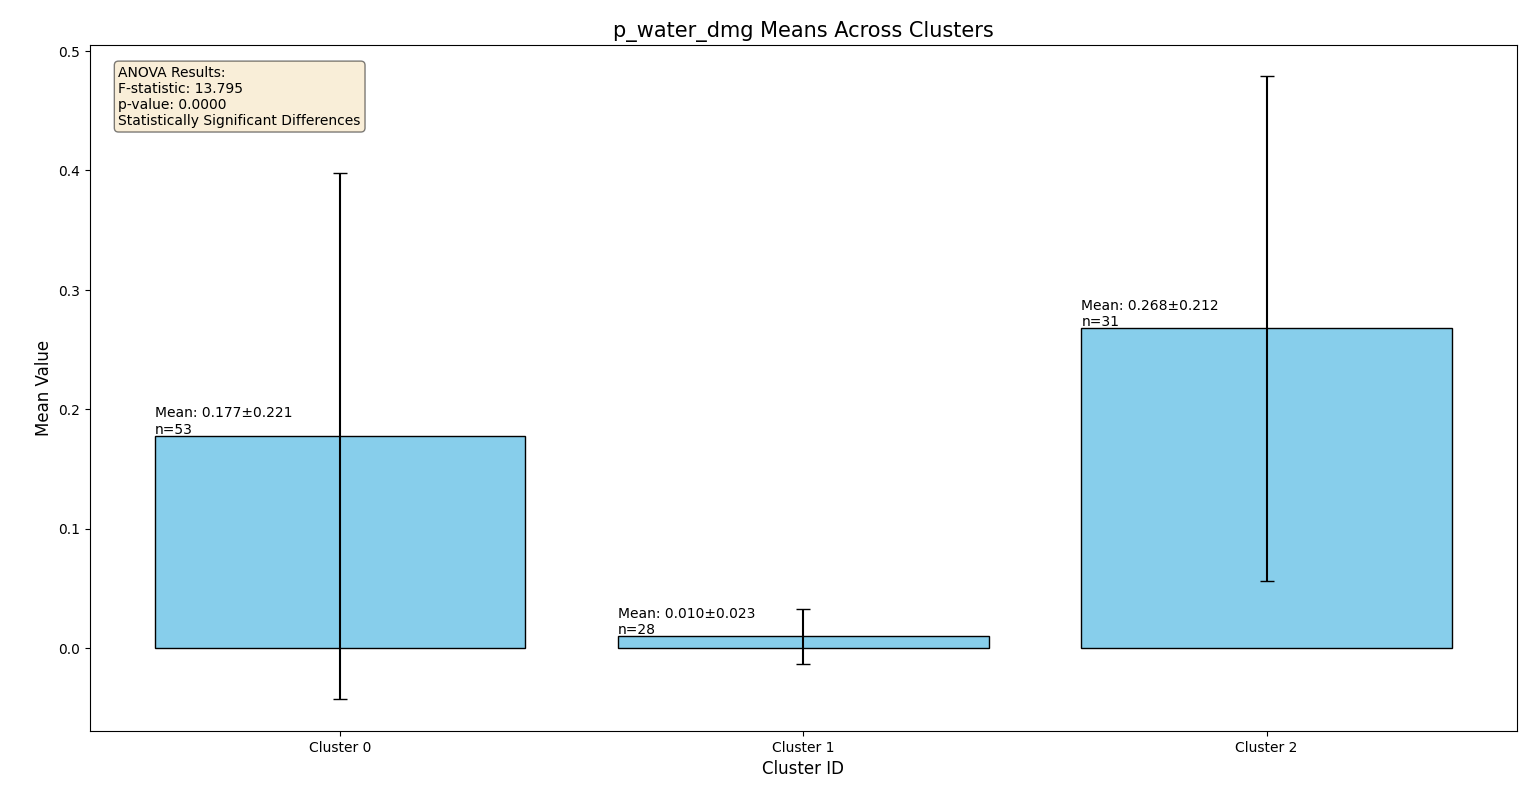 p_water_dmg Means Across Clusters
0.5
ANOVA Results:
F-statistic: 13.795
p-value: 0.0000
Statistically Significant Differences
0.4
0.3
Mean: 0.268±0.212
n=31
Mean Value
0.2
Mean: 0.177±0.221
n=53
0.1
Mean: 0.010±0.023
n=28
0.0
Cluster 0
Cluster 1
Cluster 2
Cluster ID